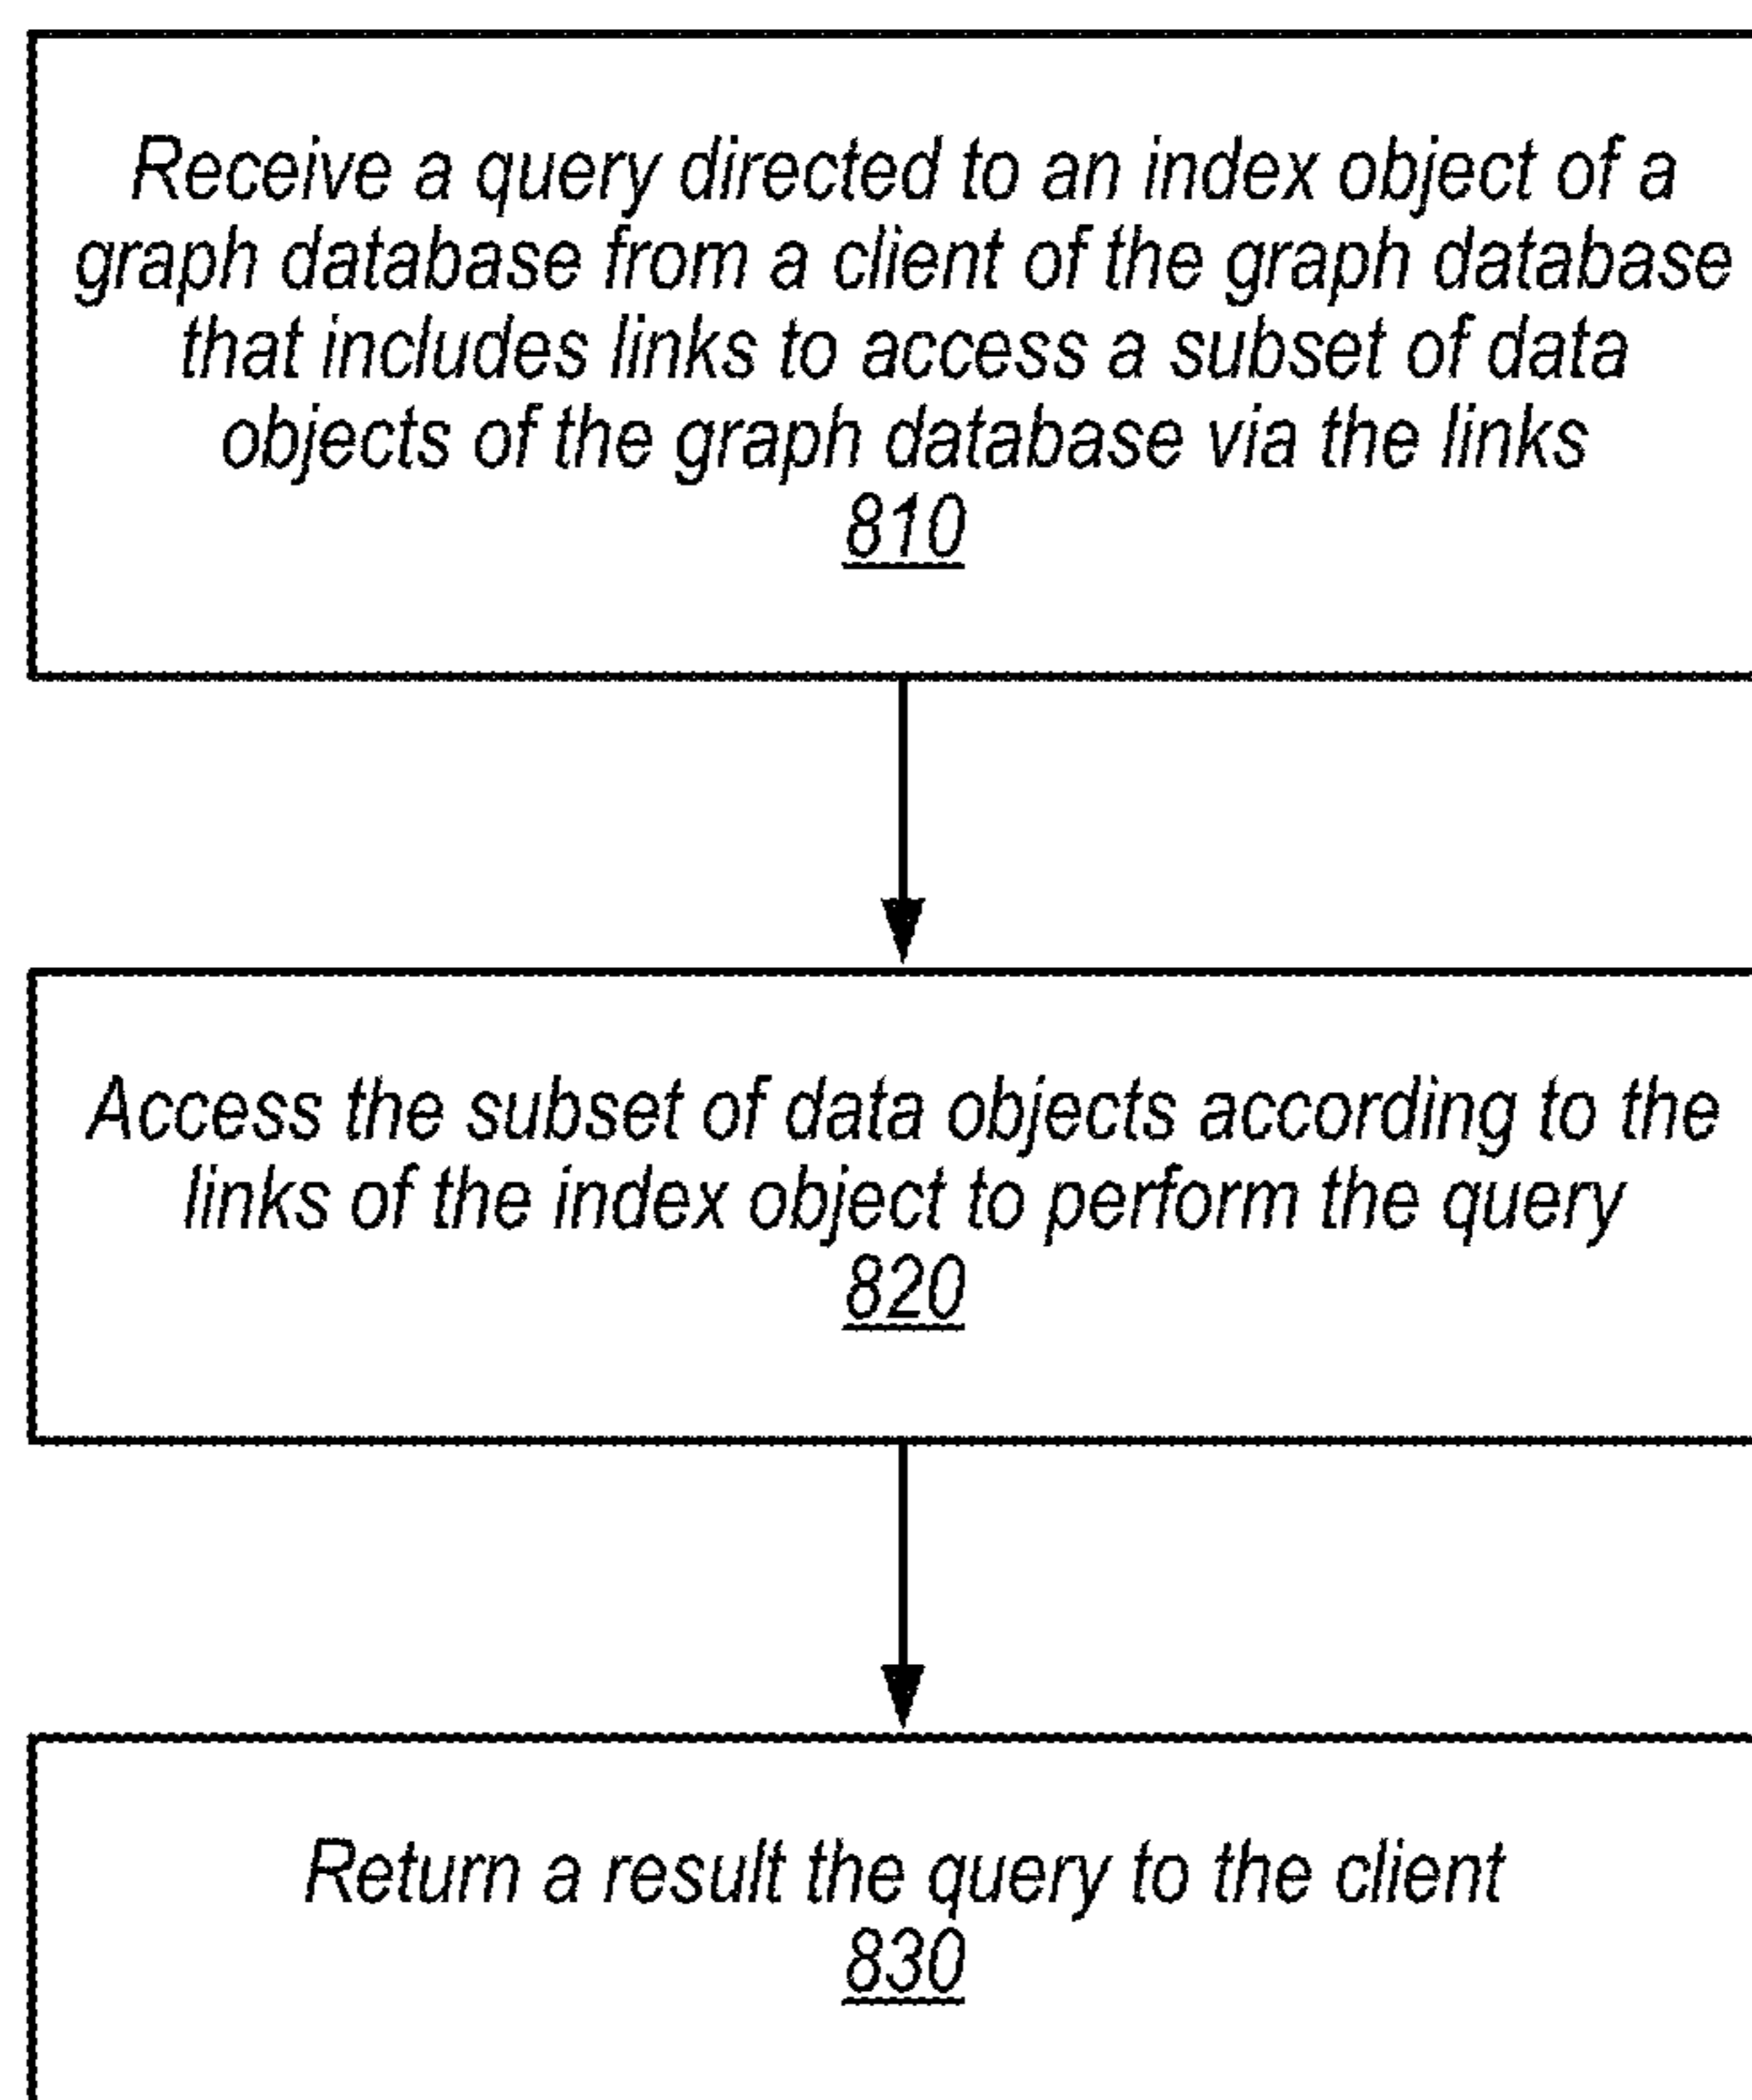 Receive a query directed to an index object of a
graph database from a client of the graph database
that includes links to access a subset of data
objects of the graph database via the links
810
Access the subset of data objects according to the
links of the index object to perform the query
820
Return a result the query to the client
830